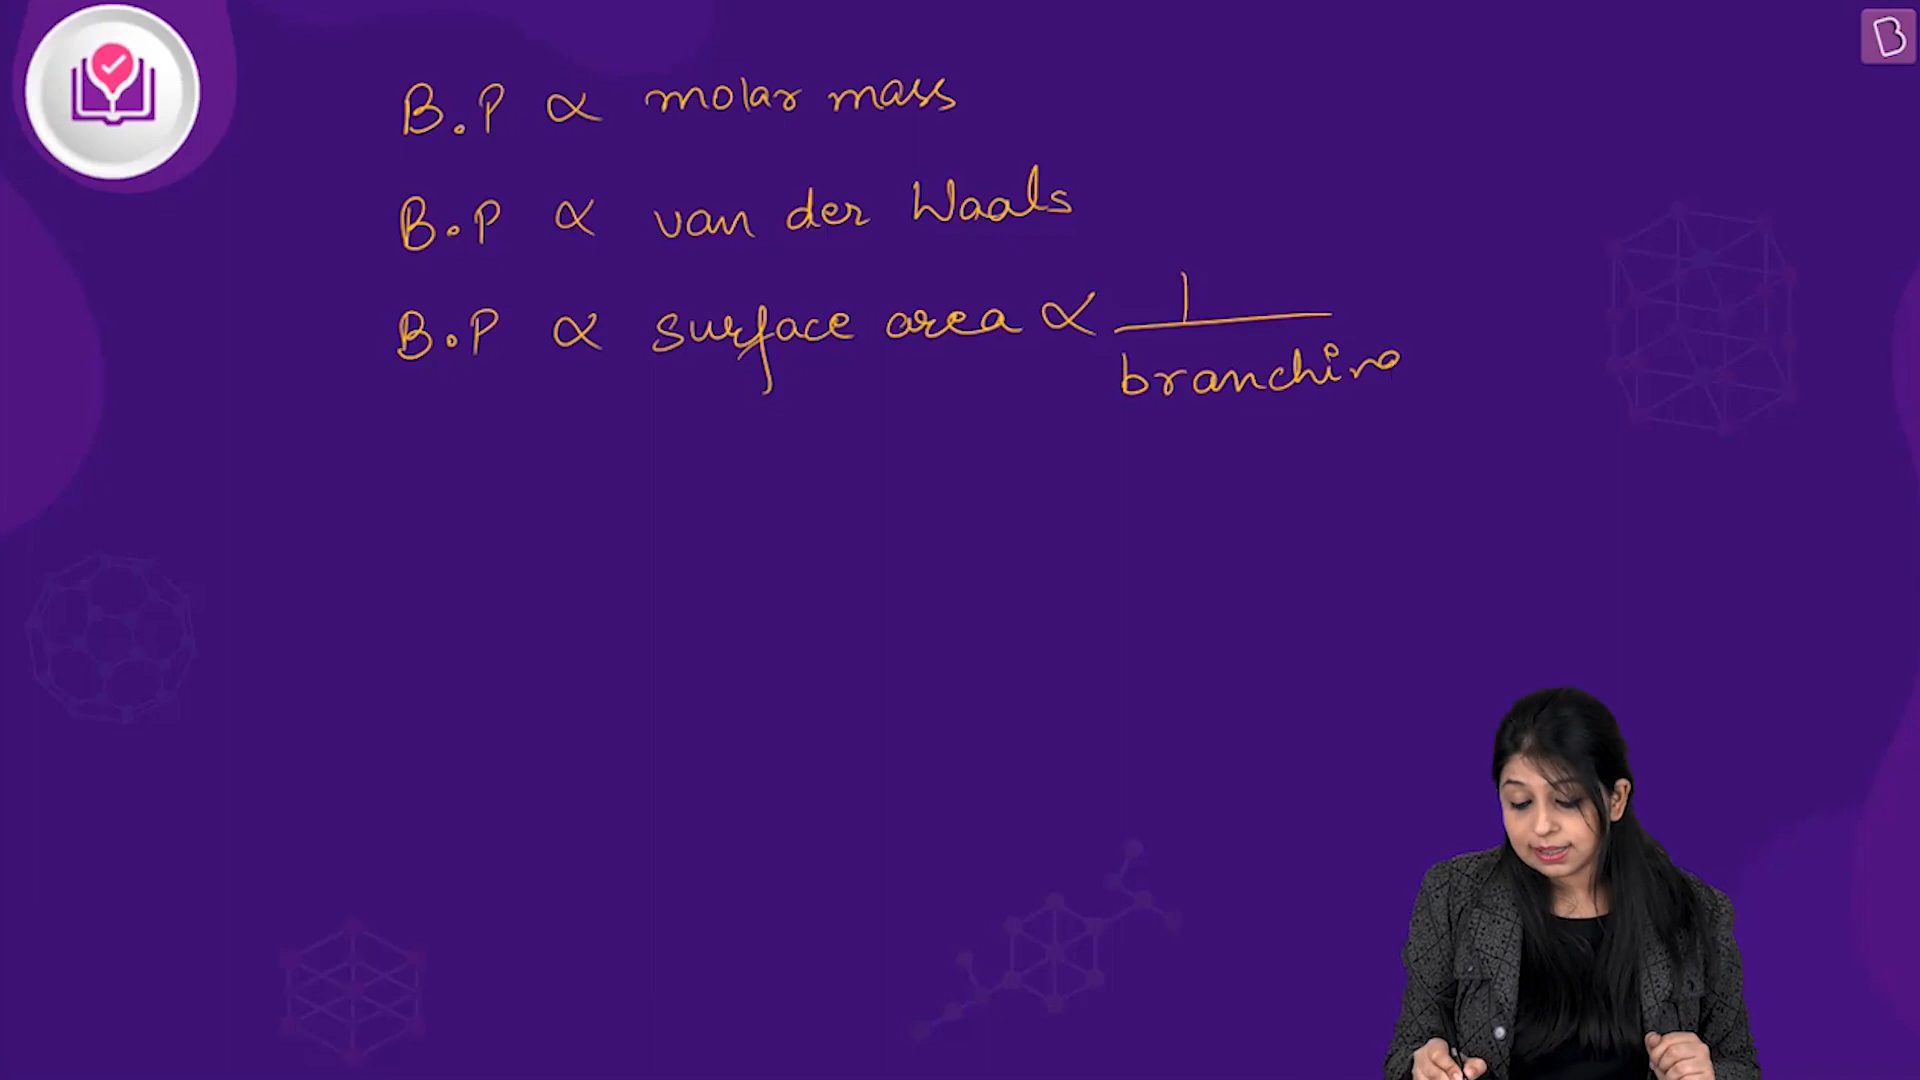 B.P ∝ molar mass
B.P ∝ van der Waals
B.P ∝ surface area ∝ 1
branching